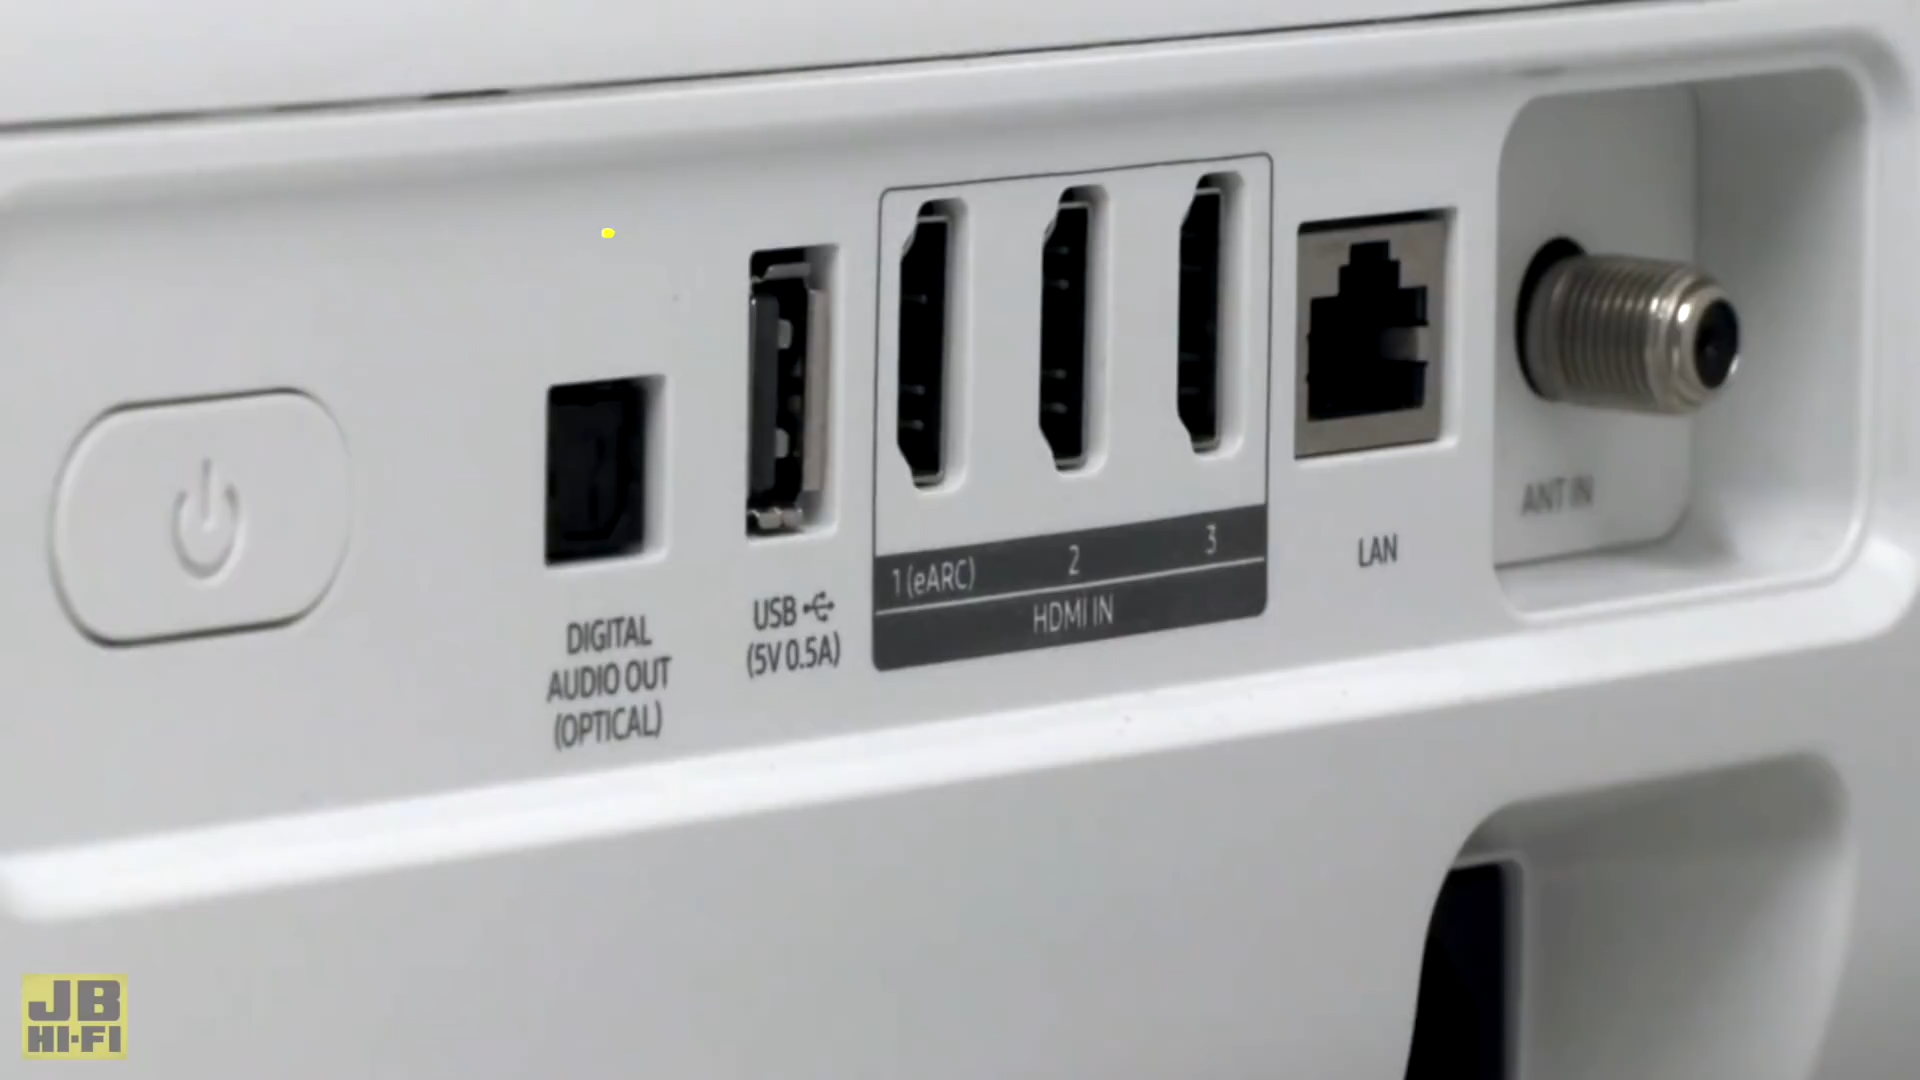 DIGITAL
AUDIO OUT
(OPTICAL)
USB
(5V 0.5A)
1 (eARC) 2 3
HDMI IN
LAN
ANT IN
JB
HI-FI